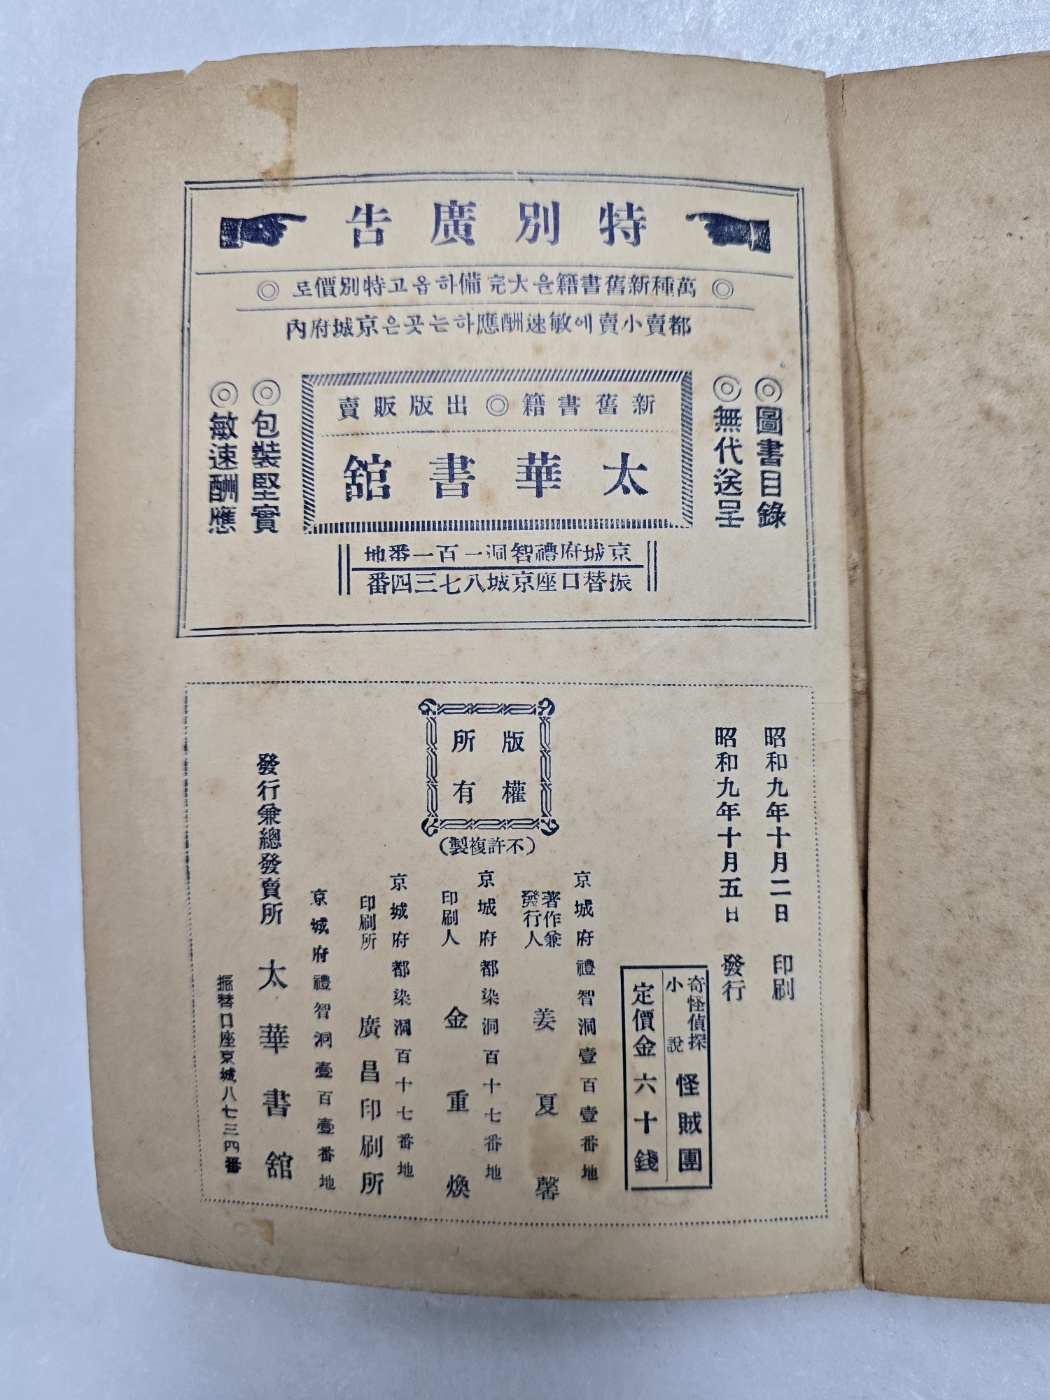 特別廣告
◎萬種新舊書籍을大完備하옵고特別價로◎
都賣小賣에敏速酬應하는곳은京城府內
◎圖書目錄
◎無代送呈
新舊書籍◎出版販賣
太華書舘
◎包裝堅實
◎敏速酬應
京城府禮智洞一百一番地
振替口座京城八七三四番
昭和九年十月二日 印刷
昭和九年十月五日 發行
奇怪偵探
小說
怪賊團
定價金六十錢
版權
所有
(不許複製)
京城府禮智洞壹百壹番地
著作兼
發行人 姜夏馨
京城府都染洞百十七番地
印刷人 金重煥
京城府都染洞百十七番地
印刷所 廣昌印刷所
京城府禮智洞壹百壹番地
發行兼總發賣所 太華書舘
振替口座京城八七三四番